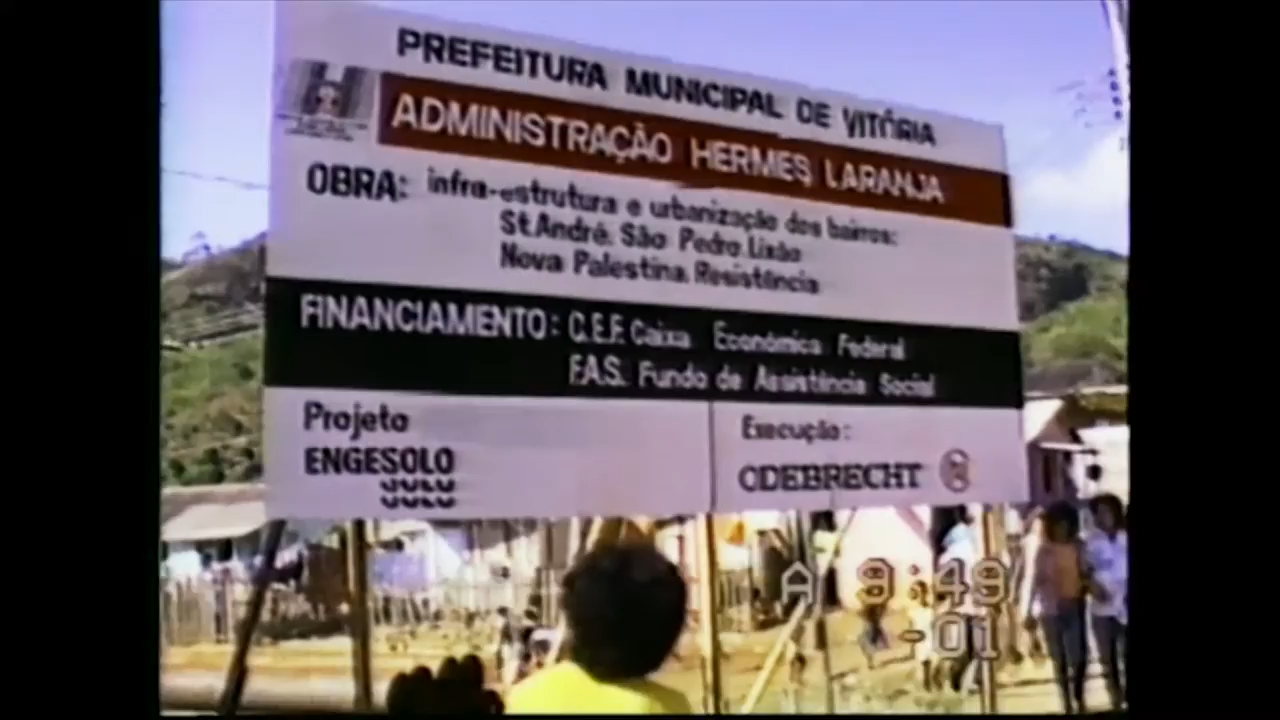 PREFEITURA MUNICIPAL DE VITÓRIA
ADMINISTRAÇÃO HERMES LARANJA
OBRA: infra-estrutura e urbanização dos bairros:
St.André. São Pedro.Lixão
Nova Palestina.Resistência
FINANCIAMENTO: C.E.F. Caixa Econômica Federal
F.A.S. Fundo de Assistência Social
Projeto
ENGESOLO
Execução:
ODEBRECHT
A 9:49
-01